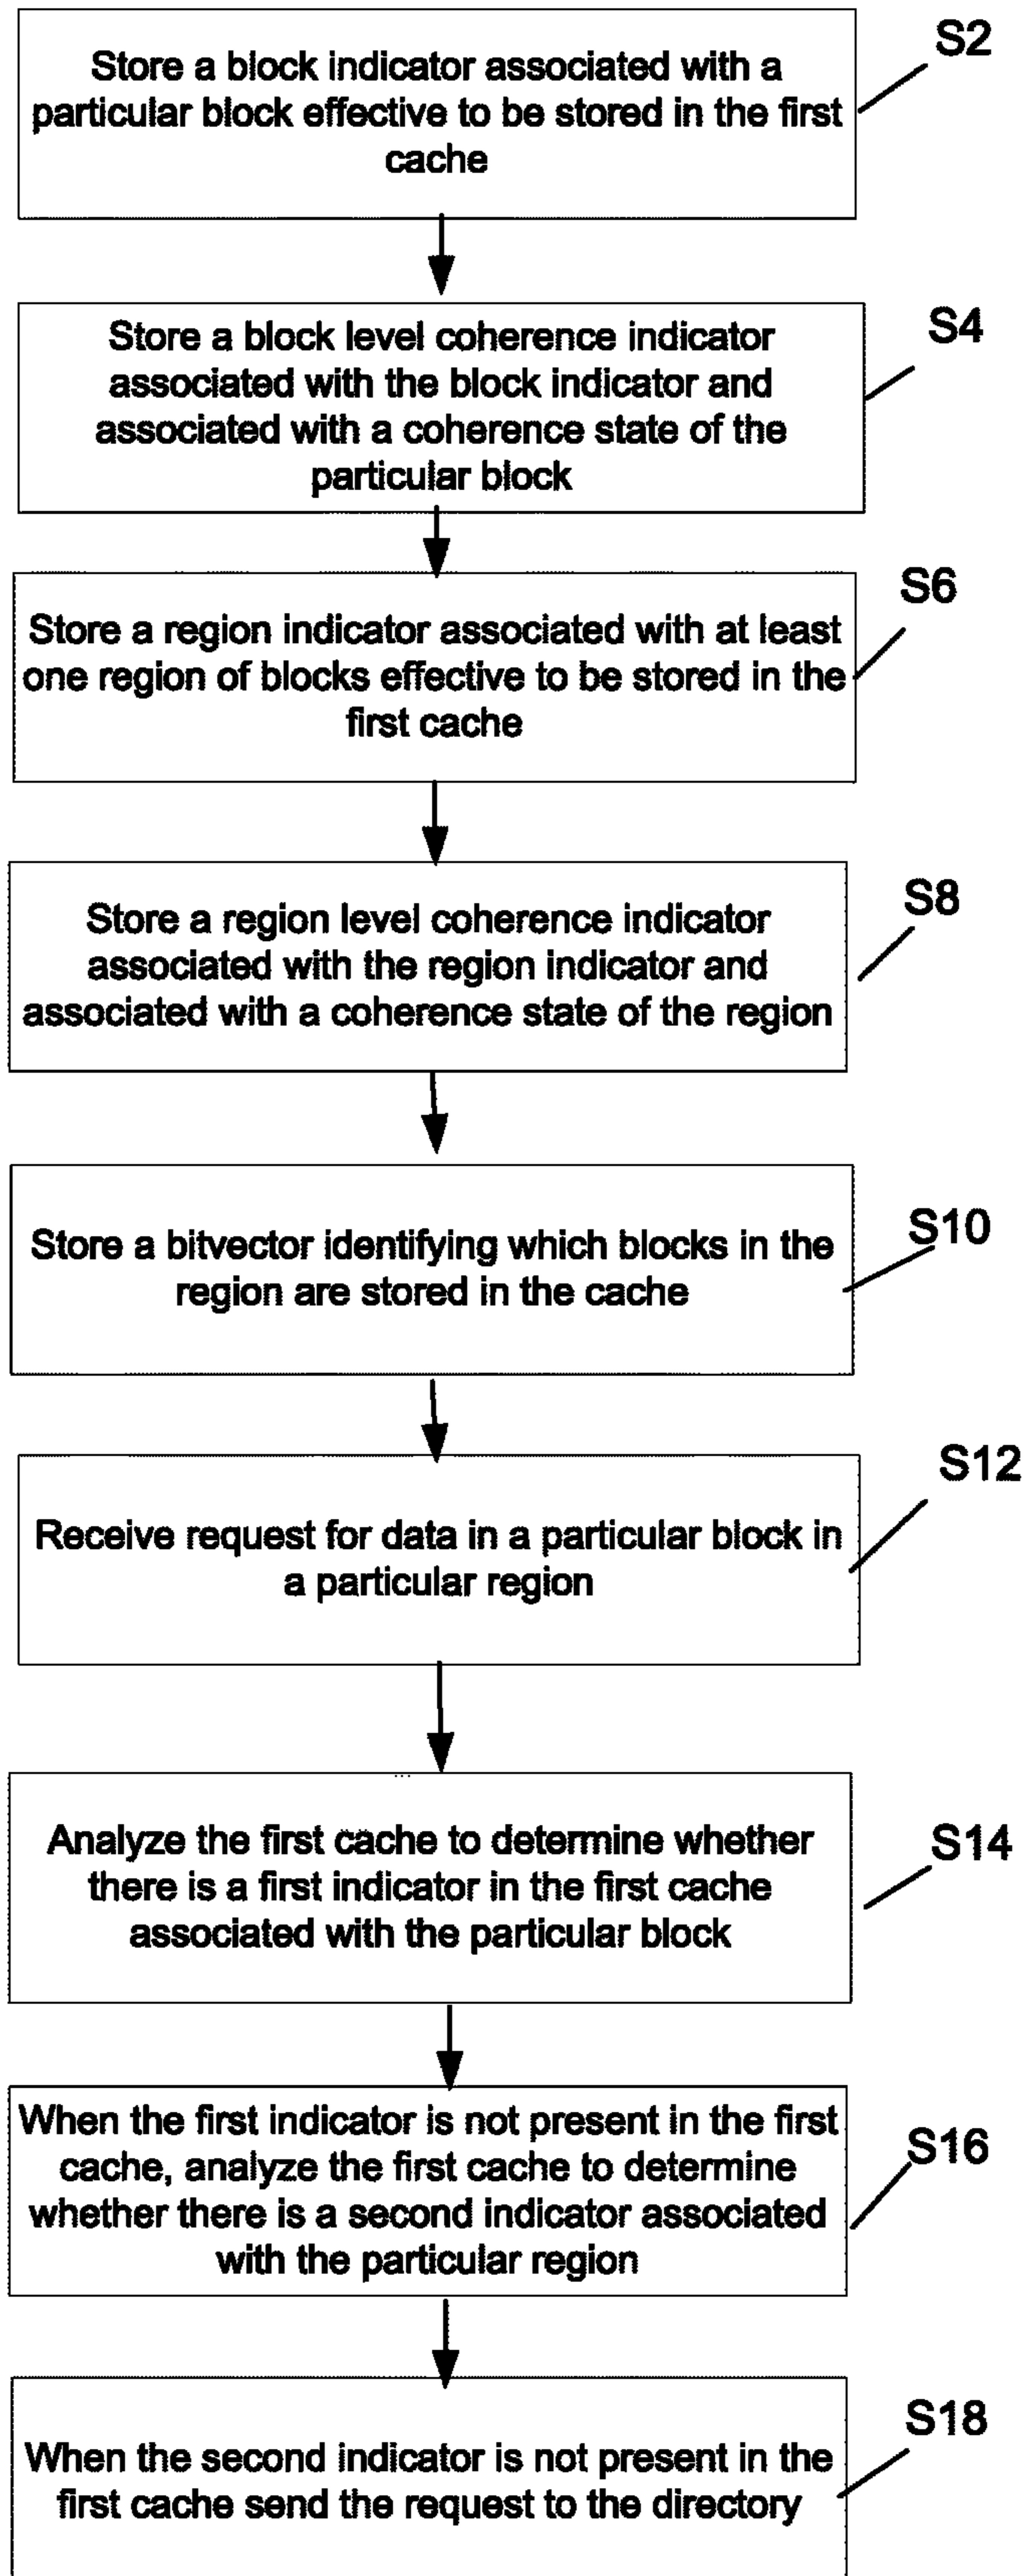 S2
Store a block indicator associated with a
particular block effective to be stored in the first
cache
S4
Store a block level coherence indicator
associated with the block indicator and
associated with a coherence state of the
particular block
S6
Store a region indicator associated with at least
one region of blocks effective to be stored in the
first cache
S8
Store a region level coherence indicator
associated with the region indicator and
associated with a coherence state of the region
S10
Store a bitvector identifying which blocks in the
region are stored in the cache
S12
Receive request for data in a particular block in
a particular region
S14
Analyze the first cache to determine whether
there is a first indicator in the first cache
associated with the particular block
S16
When the first indicator is not present in the first
cache, analyze the first cache to determine
whether there is a second indicator associated
with the particular region
S18
When the second indicator is not present in the
first cache send the request to the directory